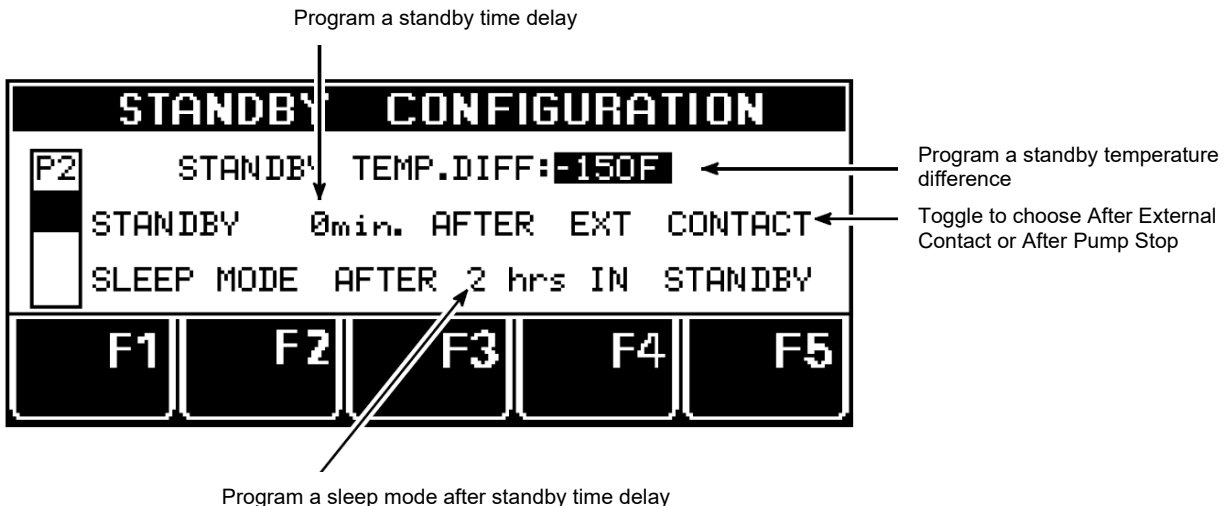 Program a standby time delay
STANDBY CONFIGURATION
P2
STANDBY TEMP.DIFF:-150F
Program a standby temperature
difference
STANDBY 0min. AFTER EXT CONTACT
Toggle to choose After External
Contact or After Pump Stop
SLEEP MODE AFTER 2 hrs IN STANDBY
F1 F2 F3 F4 F5
Program a sleep mode after standby time delay